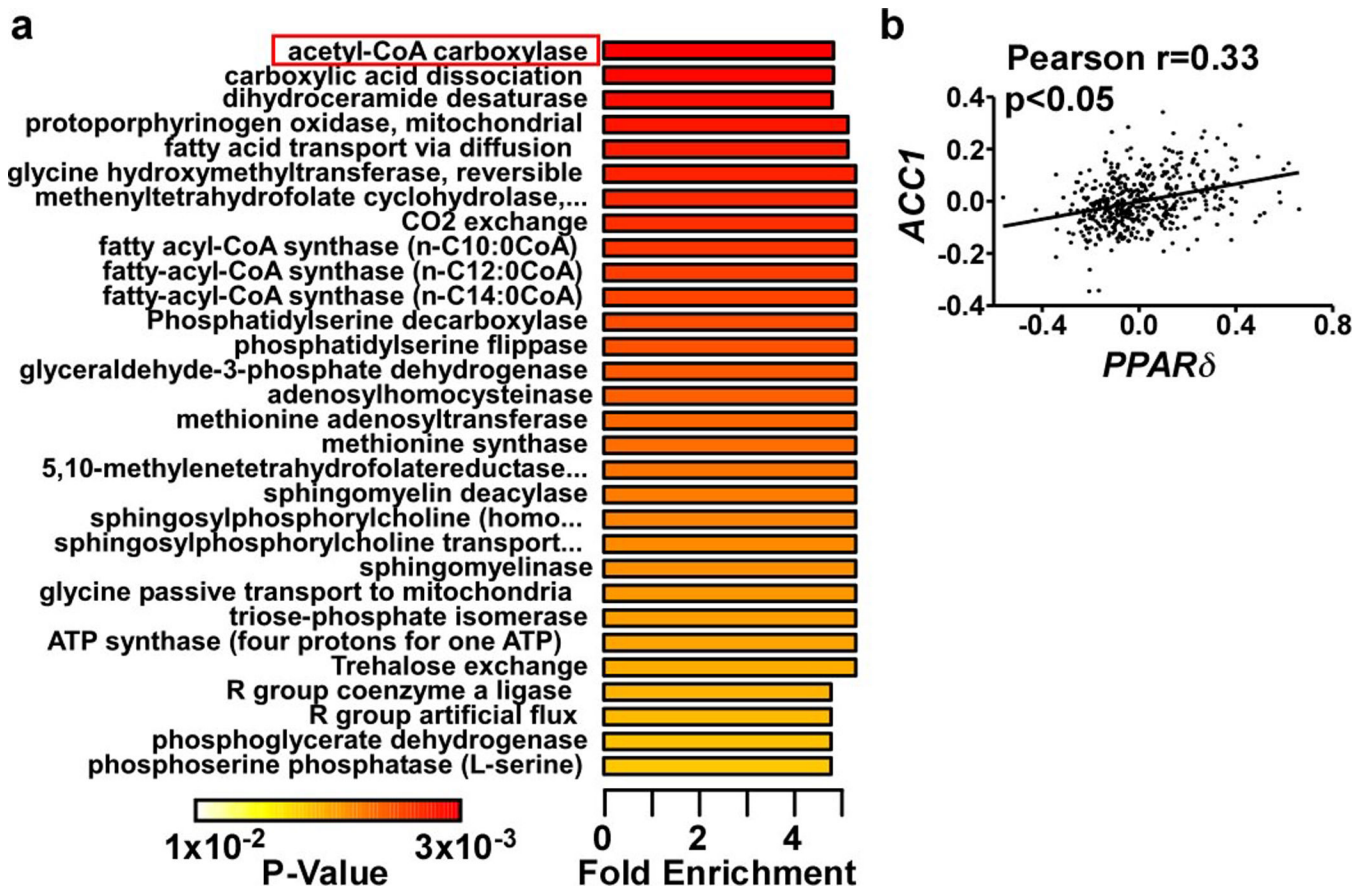 a
acetyl-CoA carboxylase
carboxylic acid dissociation
dihydroceramide desaturase
protoporphyrinogen oxidase, mitochondrial
fatty acid transport via diffusion
glycine hydroxymethyltransferase, reversible
methenyltetrahydrofolate cyclohydrolase,...
CO2 exchange
fatty acyl-CoA synthase (n-C10:0CoA)
fatty-acyl-CoA synthase (n-C12:0CoA)
fatty-acyl-CoA synthase (n-C14:0CoA)
Phosphatidylserine decarboxylase
phosphatidylserine flippase
glyceraldehyde-3-phosphate dehydrogenase
adenosylhomocysteinase
methionine adenosyltransferase
methionine synthase
5,10-methylenetetrahydrofolatereductase...
sphingomyelin deacylase
sphingosylphosphorylcholine (homo...
sphingosylphosphorylcholine transport...
sphingomyelinase
glycine passive transport to mitochondria
triose-phosphate isomerase
ATP synthase (four protons for one ATP)
Trehalose exchange
R group coenzyme a ligase
R group artificial flux
phosphoglycerate dehydrogenase
phosphoserine phosphatase (L-serine)
1x10-2 3x10-3
P-Value
0 2 4
Fold Enrichment
b
Pearson r=0.33
p<0.05
0.4
0.2
0.0
-0.2
-0.4
ACC1
-0.4 0.0 0.4 0.8
PPARδ